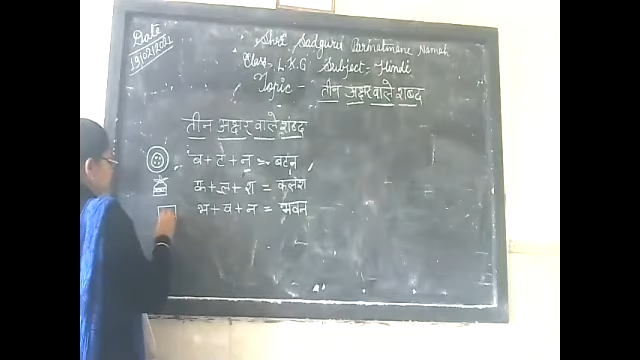 Date
19/02/2021
Shri Sadguru Parmatmane Namah
Class - L.K.G Subject - Hindi
Topic - तीन अक्षर वाले शब्द
तीन अक्षर वाले शब्द
ब + ट + न = बटन
क + ल + श = कलश
भ + व + न = भवन